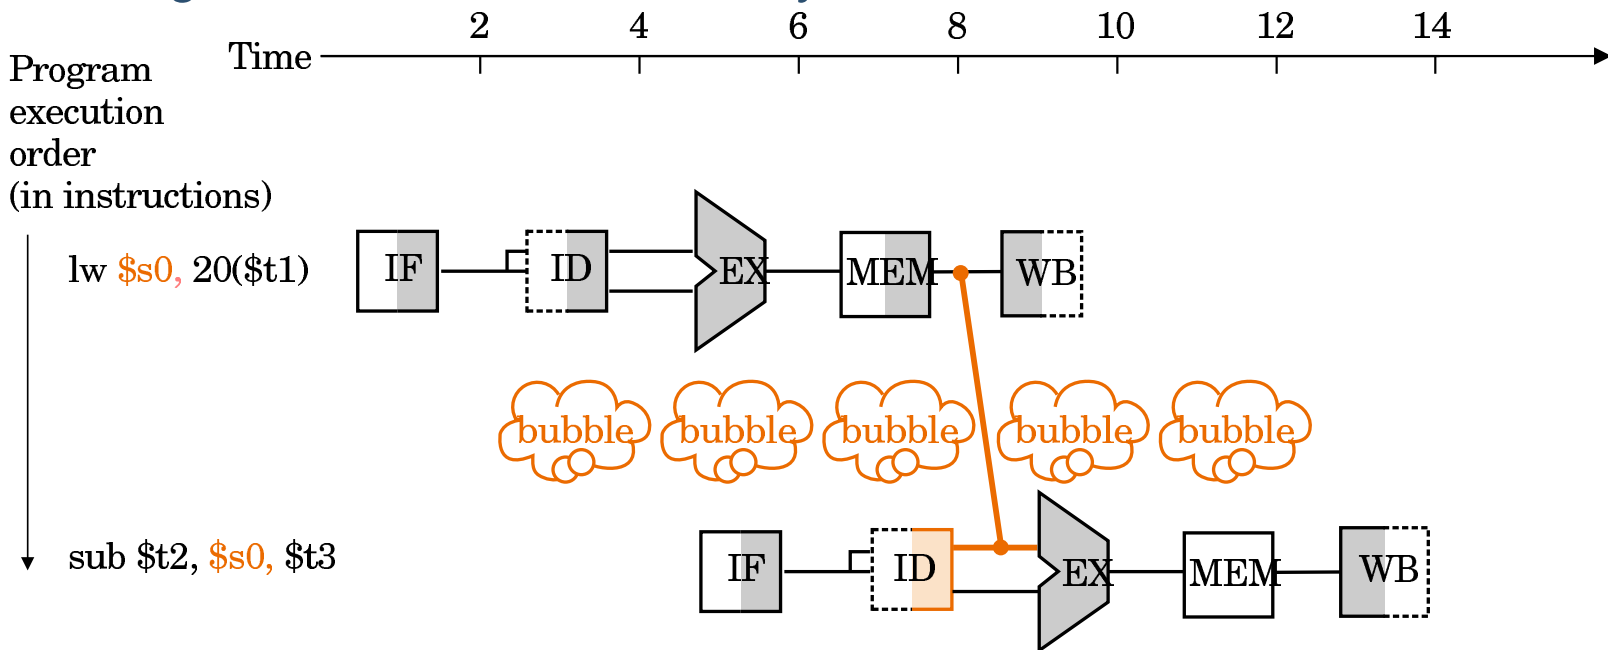 2 4 6 8 10 12 14
Time
Program
execution
order
(in instructions)
lw $s0, 20($t1)
IF ID EX MEM WB
bubble bubble bubble bubble bubble
sub $t2, $s0, $t3
IF ID EX MEM WB